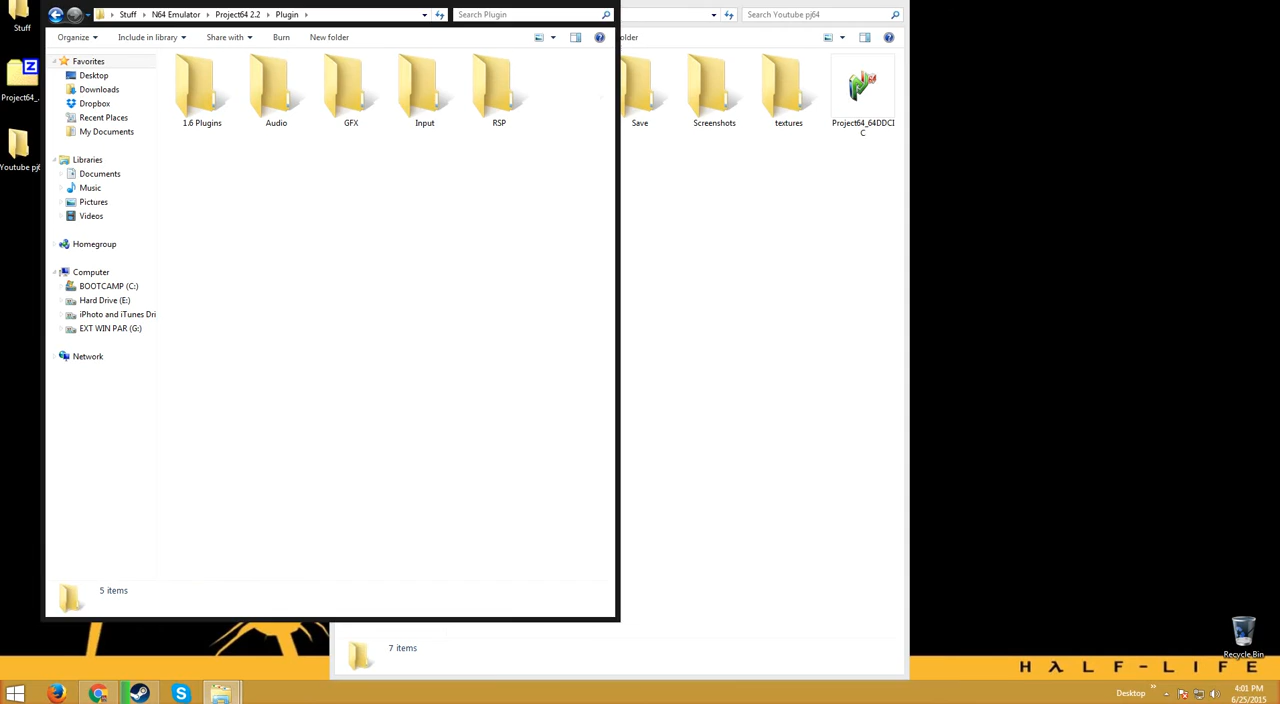 Stuff
Project64_
Youtube pj6
Stuff
N64 Emulator
Project64 2.2
Plugin
Search Plugin
Search Youtube pj64
Organize
Include in library
Share with
Burn
New folder
older
Favorites
Desktop
Downloads
Dropbox
Recent Places
My Documents
Libraries
Documents
Music
Pictures
Videos
Homegroup
Computer
BOOTCAMP (C:)
Hard Drive (E:)
iPhoto and iTunes Dri
EXT WIN PAR (G:)
Network
1.6 Plugins
Audio
GFX
Input
RSP
Save
Screenshots
textures
Project64_64DDCI
C
5 items
7 items
Recycle Bin
HλLF-LIFE
Desktop
4:01 PM
6/25/2015